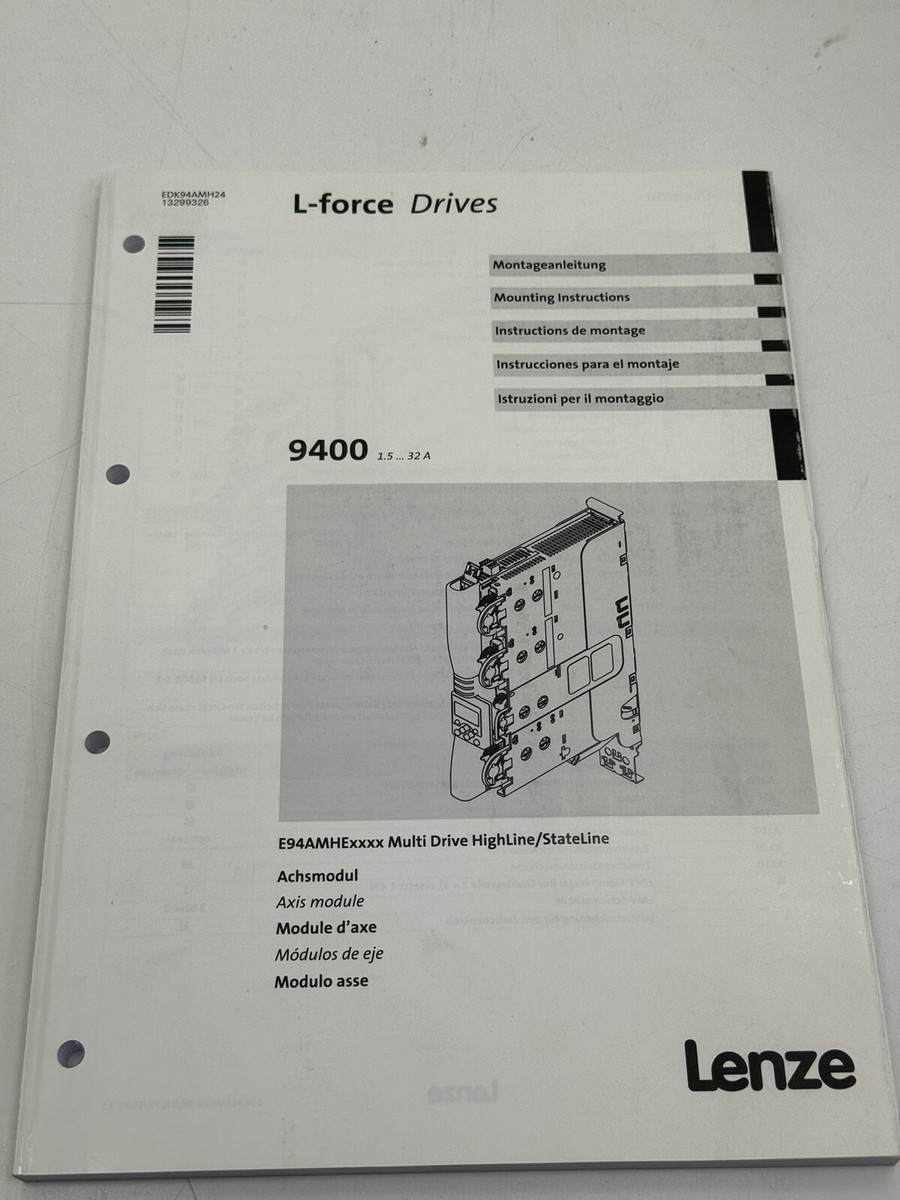 EDK94AMH24
13299326
L-force Drives
Montageanleitung
Mounting Instructions
Instructions de montage
Instrucciones para el montaje
Istruzioni per il montaggio
9400 1.5 ... 32 A
E94AMHExxxx Multi Drive HighLine/StateLine
Achsmodul
Axis module
Module d'axe
Módulos de eje
Modulo asse
Lenze